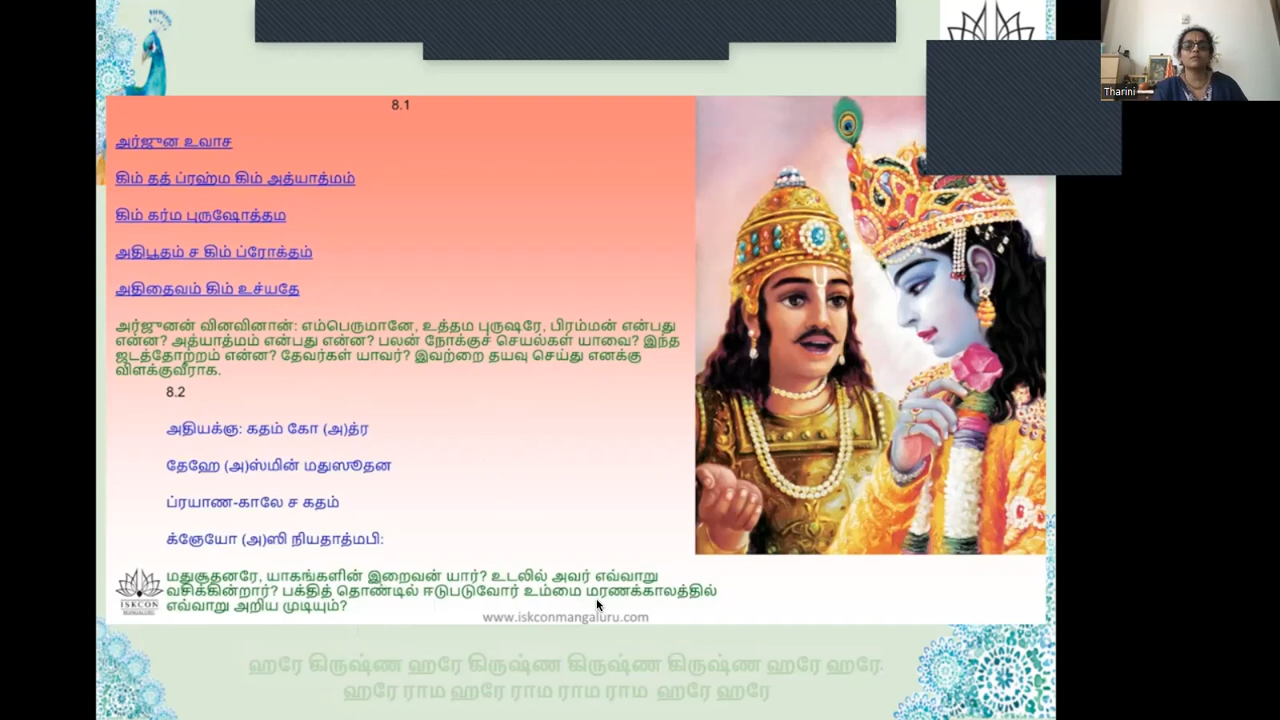 Tharini
8.1
அர்ஜுன உவாச
கிம் தத் ப்ரஹ்ம கிம் அத்யாத்மம்
கிம் கர்ம புருஷோத்தம
அதிபூதம் ச கிம் ப்ரோக்தம்
அதிதைவம் கிம் உச்யதே
அர்ஜுனன் வினவினான்: எம்பெருமானே, உத்தம புருஷரே, பிரம்மன் என்பது
என்ன? அத்யாத்மம் என்பது என்ன? பலன் நோக்குச் செயல்கள் யாவை? இந்த
ஜடத்தோற்றம் என்ன? தேவர்கள் யாவர்? இவற்றை தயவு செய்து எனக்கு
விளக்குவீராக.
8.2
அதியக்ஞ: கதம் கோ (அ)த்ர
தேஹே (அ)ஸ்மின் மதுஸூதன
ப்ரயாண-காலே ச கதம்
க்ஞேயோ (அ)ஸி நியதாத்மபி:
மதுசூதனரே, யாகங்களின் இறைவன் யார்? உடலில் அவர் எவ்வாறு
வசிக்கின்றார்? பக்தித் தொண்டில் ஈடுபடுவோர் உம்மை மரணக்காலத்தில்
எவ்வாறு அறிய முடியும்?
ISKCON
MANGALURU
www.iskconmangaluru.com
ஹரே கிருஷ்ண ஹரே கிருஷ்ண கிருஷ்ண கிருஷ்ண ஹரே ஹரே
ஹரே ராம ஹரே ராம ராம ராம ஹரே ஹரே